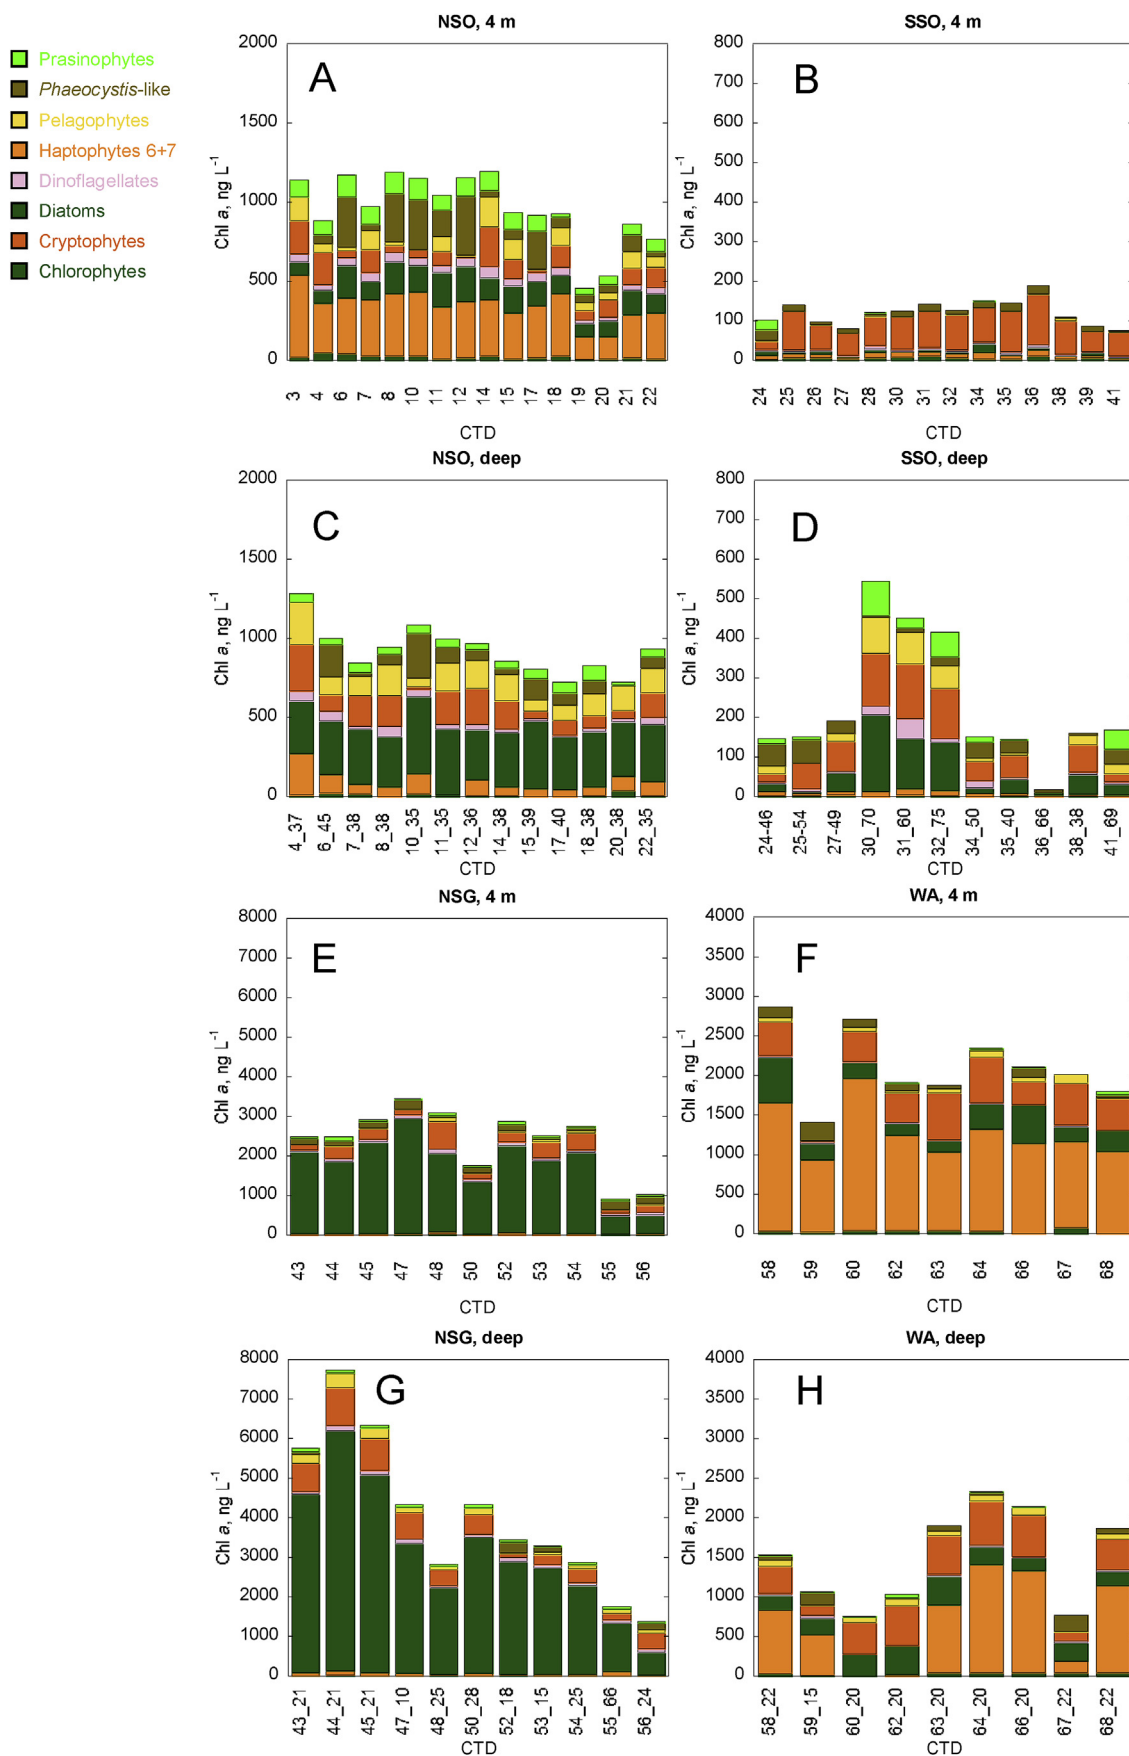 Prasinophytes
Phaeocystis-like
Pelagophytes
Haptophytes 6+7
Dinoflagellates
Diatoms
Cryptophytes
Chlorophytes
NSO, 4 m
A
Chl a, ng L⁻¹
2000
1500
1000
500
0
3 4 6 7 8 10 11 12 14 15 17 18 19 20 21 22
CTD
SSO, 4 m
B
Chl a, ng L⁻¹
800
700
600
500
400
300
200
100
0
24 25 26 27 28 30 31 33 34 35 36 38 39 41
CTD
NSO, deep
C
Chl a, ng L⁻¹
2000
1500
1000
500
0
4_37 6_45 7_38 8_38 10_35 11_35 12_36 14_38 15_39 17_40 18_38 20_38 22_35
CTD
SSO, deep
D
Chl a, ng L⁻¹
800
700
600
500
400
300
200
100
0
24-46 25-54 27-49 30_70 31_60 32_75 34_50 35_40 36_66 38_38 41_69
CTD
NSG, 4 m
E
Chl a, ng L⁻¹
8000
7000
6000
5000
4000
3000
2000
1000
0
43 44 45 47 48 50 52 53 54 55 56
CTD
WA, 4 m
F
Chl a, ng L⁻¹
4000
3500
3000
2500
2000
1500
1000
500
0
58 59 60 62 63 64 66 67 68
CTD
NSG, deep
G
Chl a, ng L⁻¹
8000
7000
6000
5000
4000
3000
2000
1000
0
43_21 44_21 45_21 47_10 48_25 50_28 52_18 53_15 54_25 55_66 56_24
CTD
WA, deep
H
Chl a, ng L⁻¹
4000
3500
3000
2500
2000
1500
1000
500
0
58_22 59_15 60_20 62_20 63_20 64_20 66_20 67_22 68_22
CTD